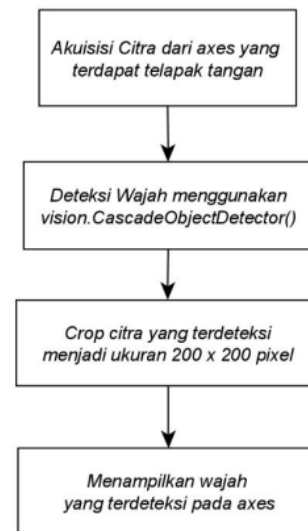 Akuisisi Citra dari axes yang
terdapat telapak tangan
Deteksi Wajah menggunakan
vision.CascadeObjectDetector()
Crop citra yang terdeteksi
menjadi ukuran 200 x 200 pixel
Menampilkan wajah
yang terdeteksi pada axes